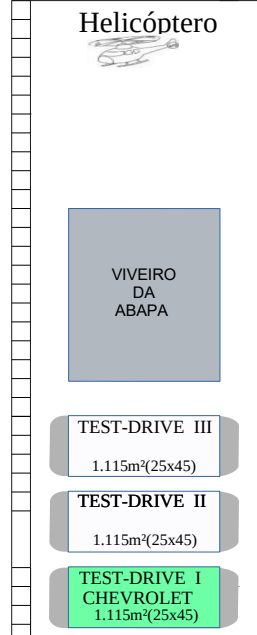 Helicóptero
VIVEIRO
DA
ABAPA
TEST-DRIVE III
1.115m²(25x45)
TEST-DRIVE II
1.115m²(25x45)
TEST-DRIVE I
CHEVROLET
1.115m²(25x45)